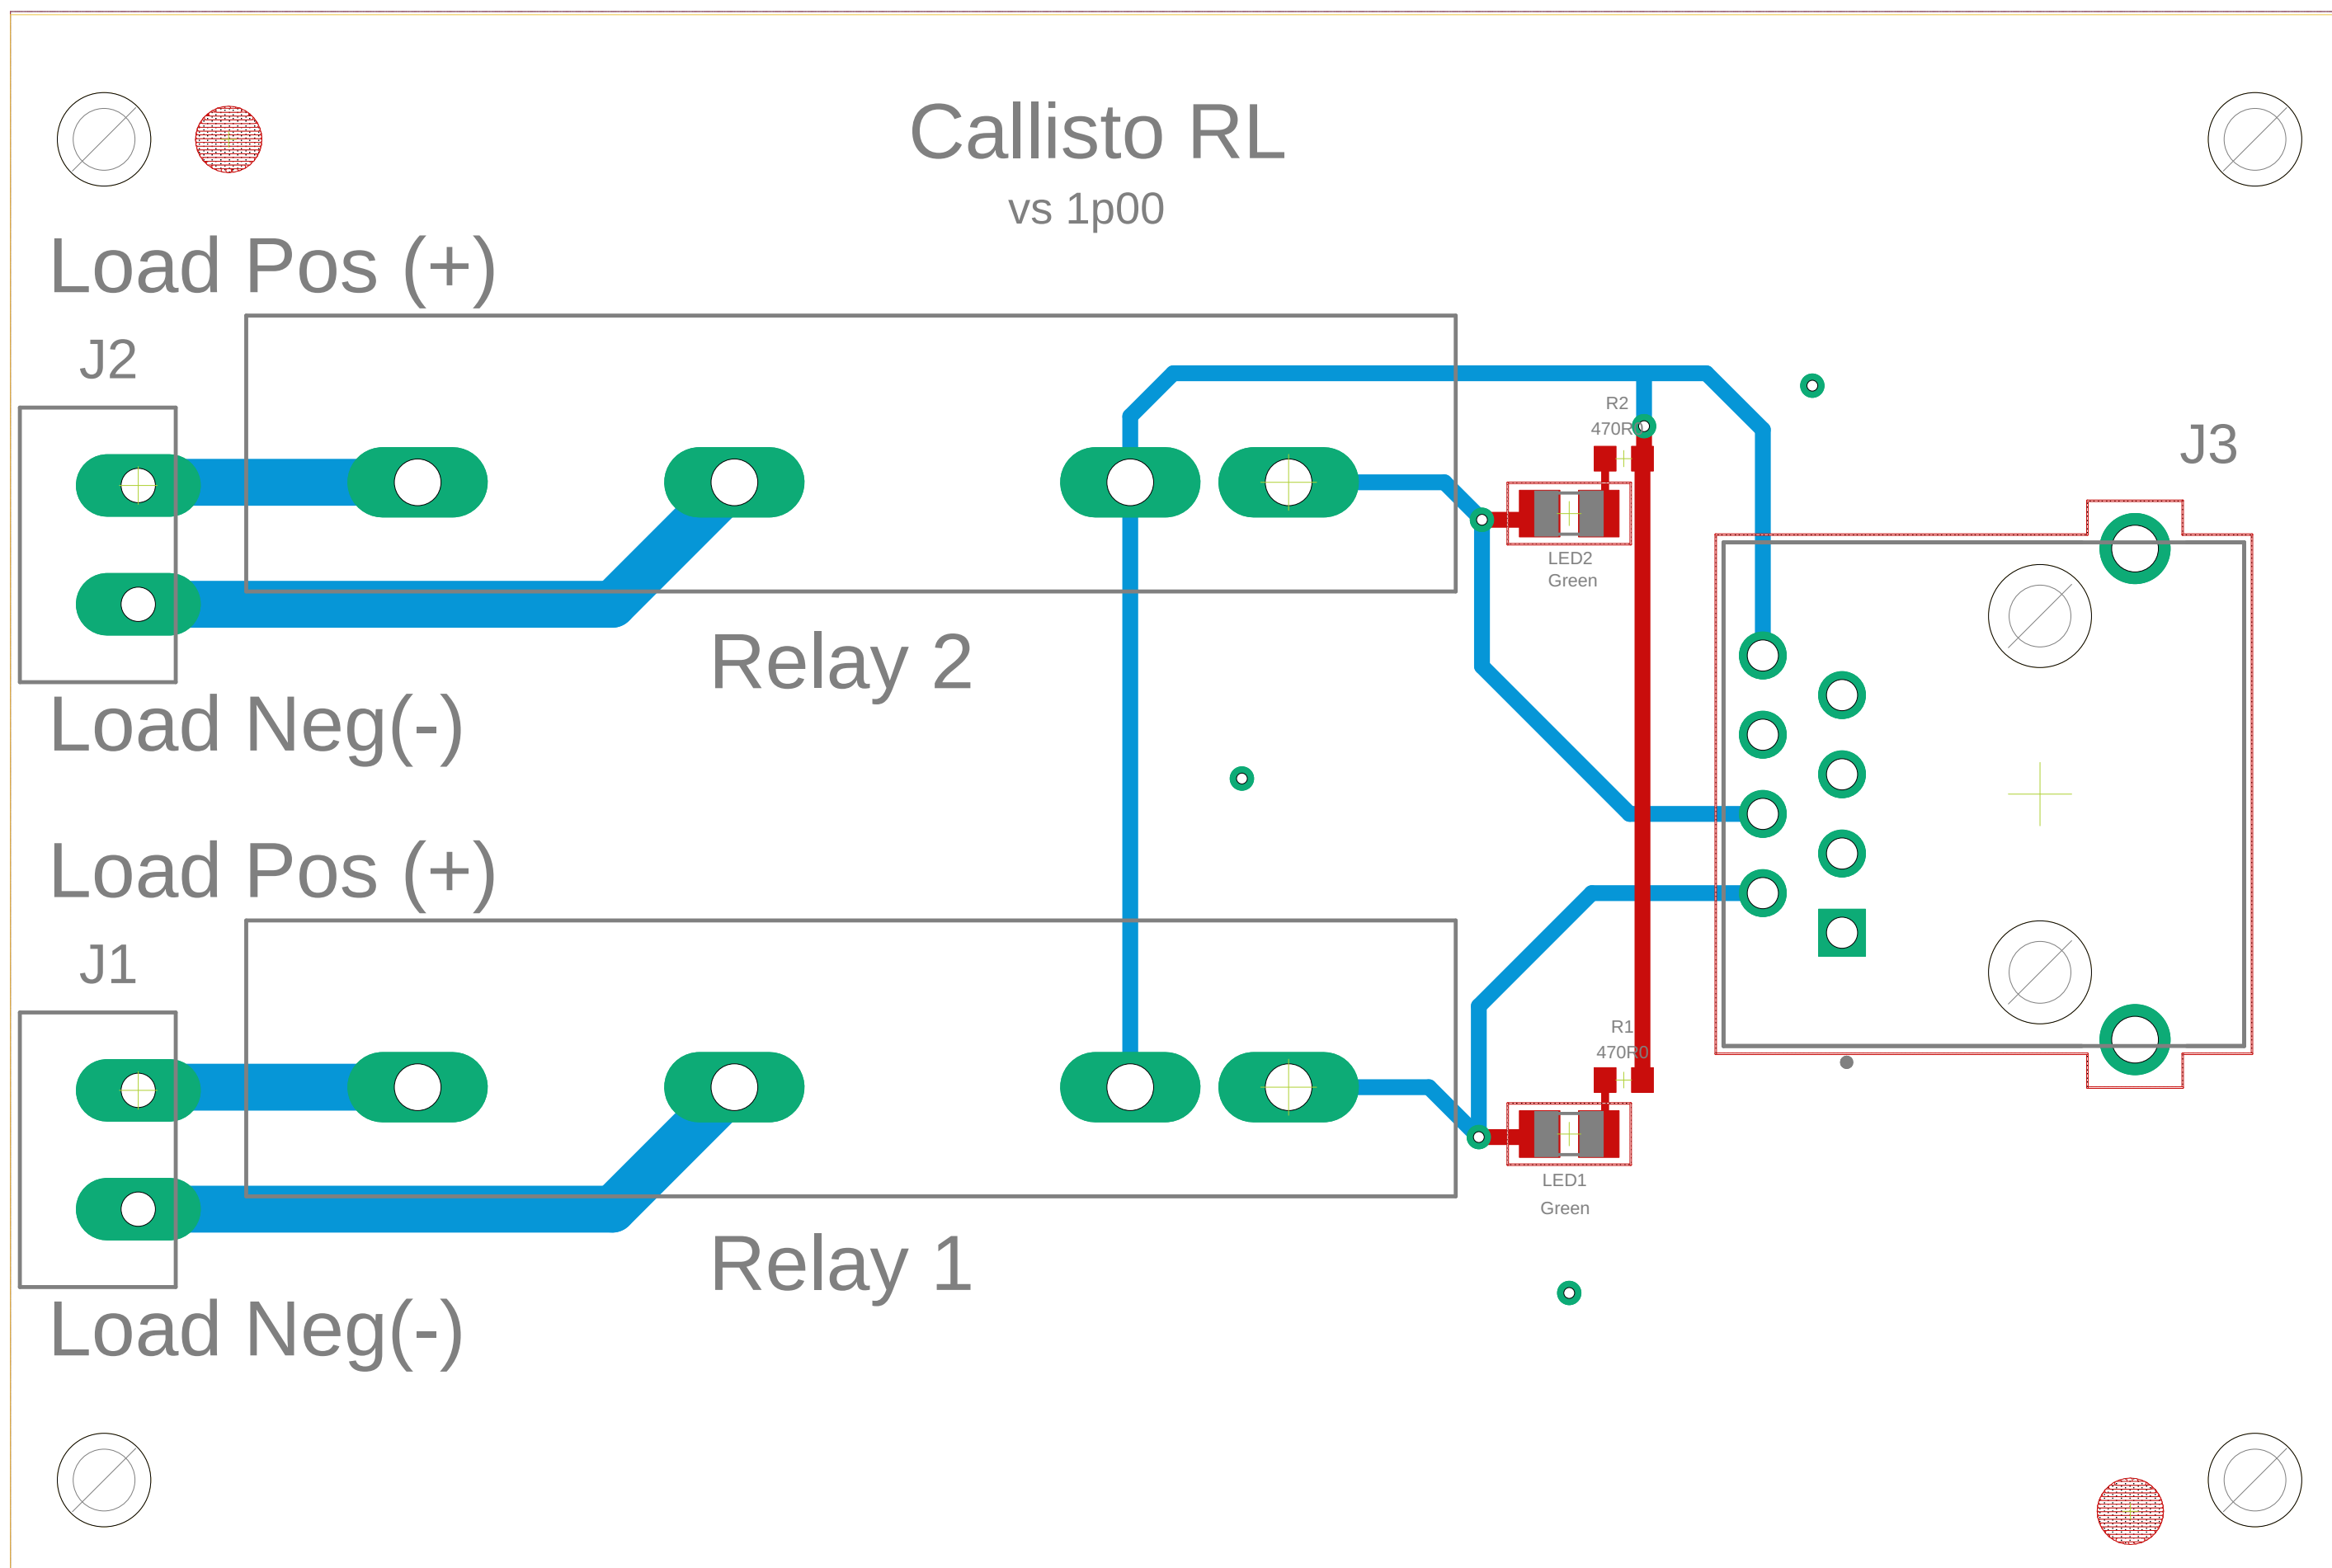 Callisto RL
vs 1p00
Load Pos (+)
J2
R2
470R
J3
LED2
Green
Relay 2
Load Neg(-)
Load Pos (+)
J1
R1
470R0
LED1
Green
Relay 1
Load Neg(-)